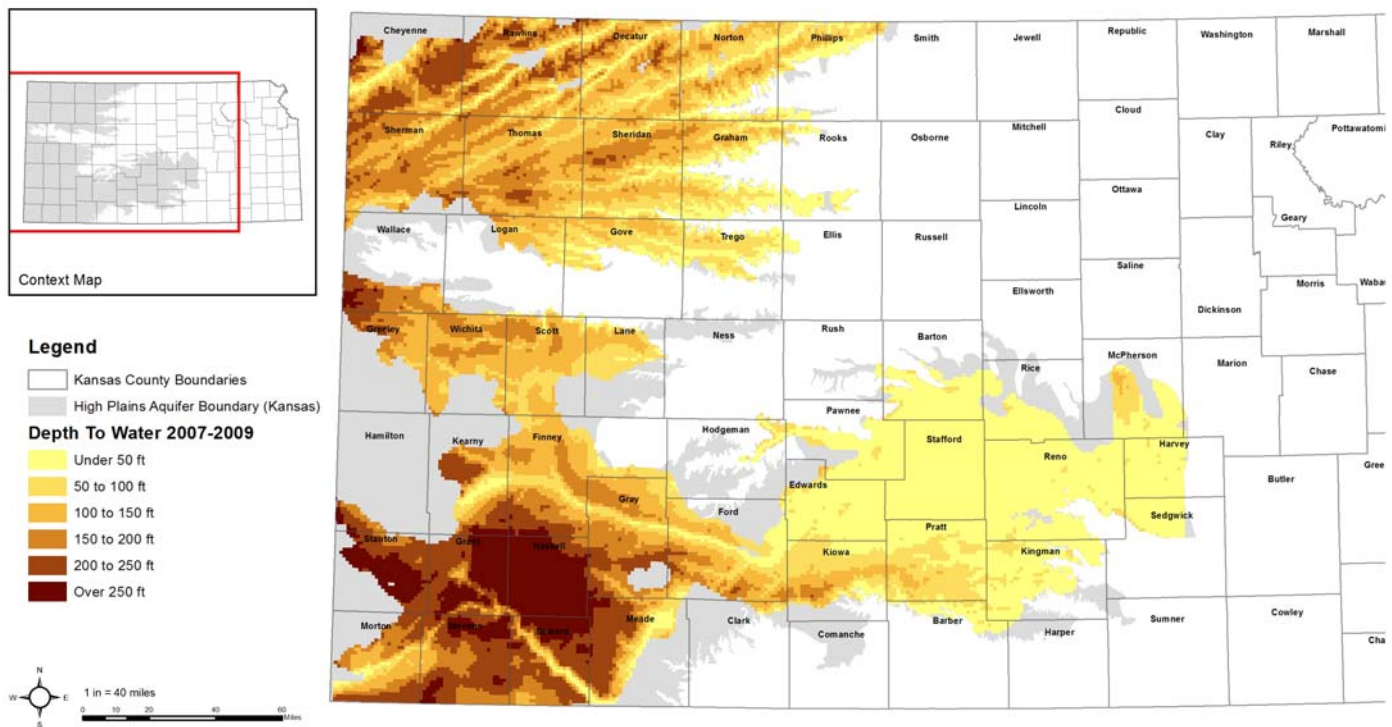 Context Map
Legend
Kansas County Boundaries
High Plains Aquifer Boundary (Kansas)
Depth To Water 2007-2009
Under 50 ft
50 to 100 ft
100 to 150 ft
150 to 200 ft
200 to 250 ft
Over 250 ft
N
W E
S
1 in = 40 miles
0 10 20 40 60
Miles
Cheyenne Rawlins Decatur Norton Phillips Smith Jewell Republic Washington Marshall
Sherman Thomas Sheridan Graham Rooks Osborne Mitchell Cloud Clay Riley Pottawatomi
Ottawa
Wallace Logan Gove Trego Ellis Russell Lincoln Geary
Saline
Ellsworth Dickinson Morris Wabau
Greeley Wichita Scott Lane Ness Rush Barton Rice McPherson Marion Chase
Pawnee
Hamilton Kearny Finney Hodgeman Stafford Reno Harvey
Edwards Butler Gree
Gray Ford Sedgwick
Stanton Grant Haskell Kiowa Pratt Kingman
Morton Stevens Seward Meade Clark Comanche Barber Harper Sumner Cowley
Cha